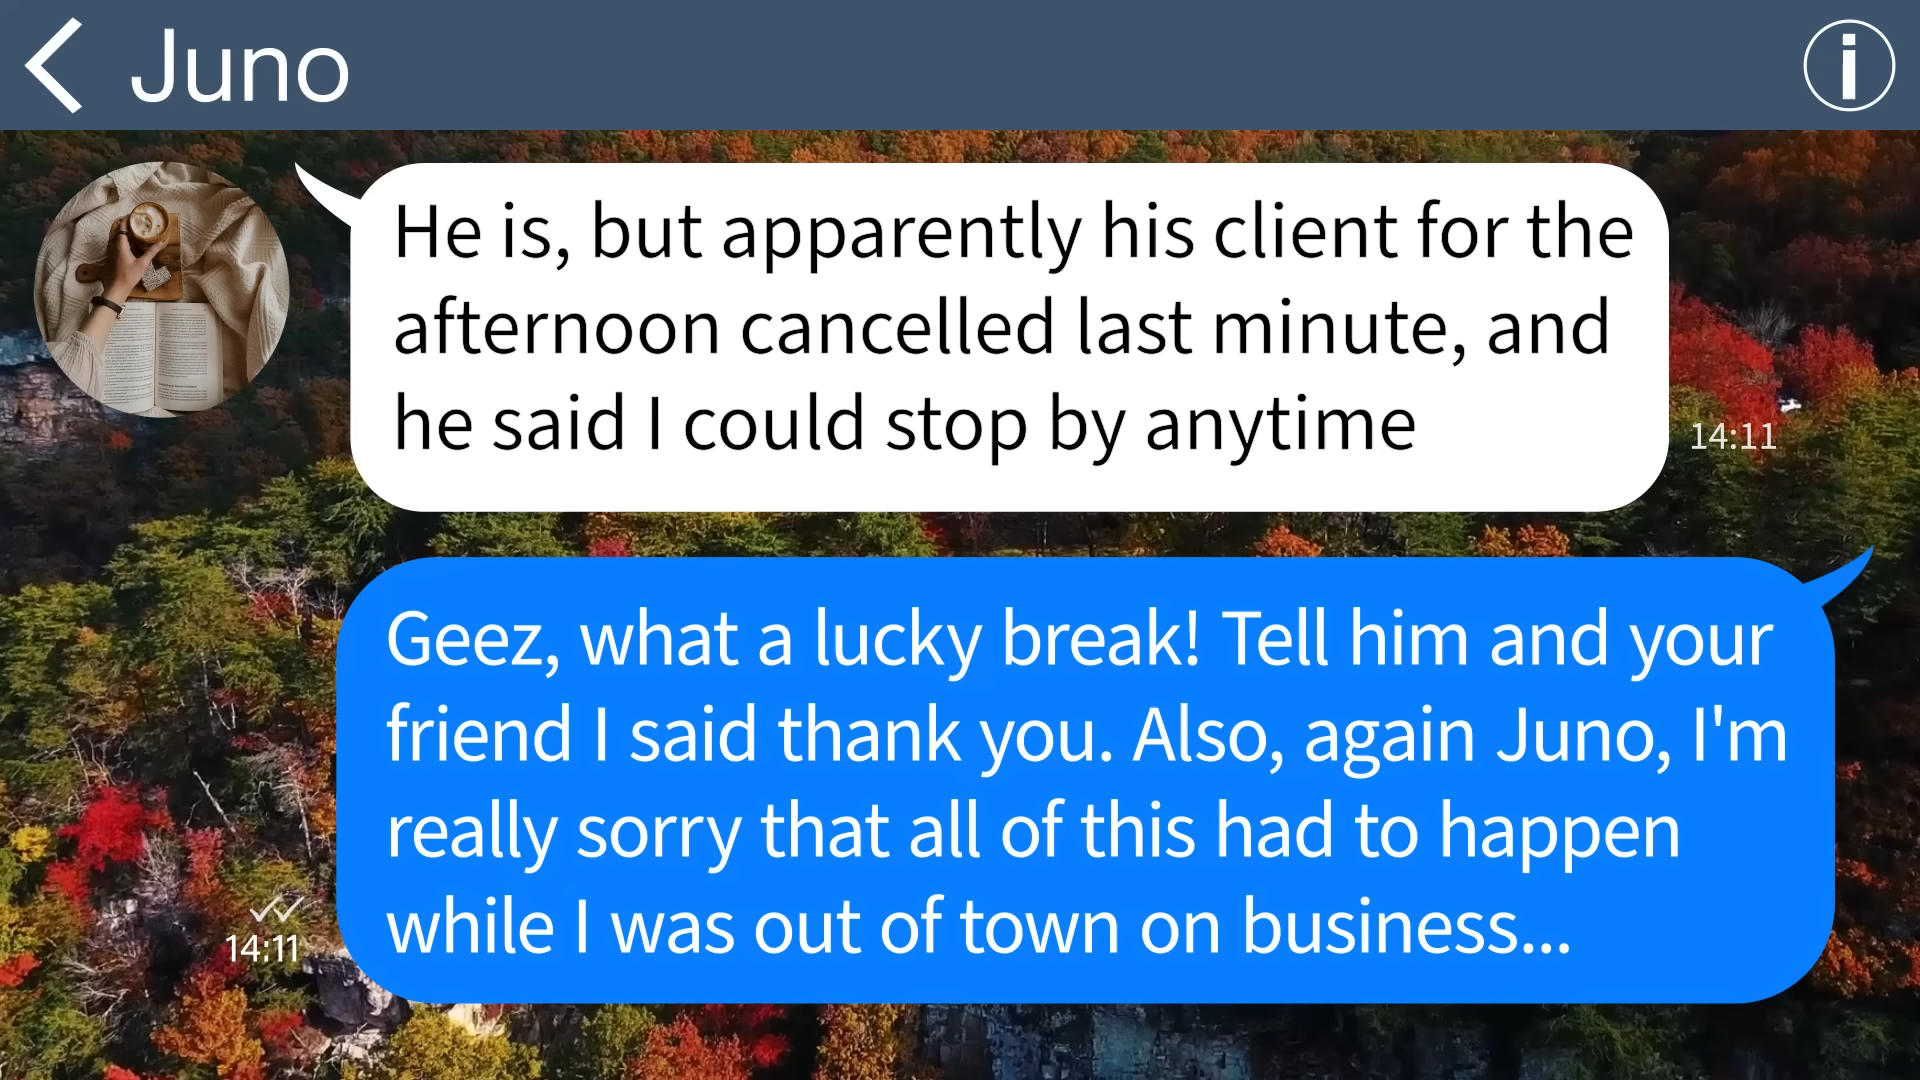 Juno
He is, but apparently his client for the
afternoon cancelled last minute, and
he said I could stop by anytime
14:11
Geez, what a lucky break! Tell him and your
friend I said thank you. Also, again Juno, I'm
really sorry that all of this had to happen
while I was out of town on business...
14:11